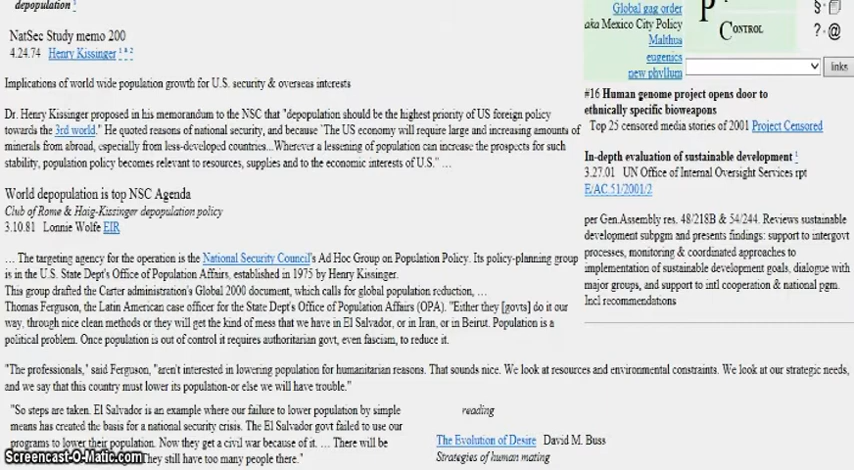 depopulation 1
NatSec Study memo 200
4.24.74 Henry Kissinger 1 & 2
Implications of world wide population growth for U.S. security & overseas interests
Dr. Henry Kissinger proposed in his memorandum to the NSC that "depopulation should be the highest priority of US foreign policy
towards the 3rd world." He quoted reasons of national security, and because `The US economy will require large and increasing amounts of
minerals from abroad, especially from less-developed countries...Wherever a lessening of population can increase the prospects for such
stability, population policy becomes relevant to resources, supplies and to the economic interests of U.S." ...
World depopulation is top NSC Agenda
Club of Rome & Haig-Kissinger depopulation policy
3.10.81 Lonnie Wolfe EIR
... The targeting agency for the operation is the National Security Council's Ad Hoc Group on Population Policy. Its policy-planning group
is in the U.S. State Dept's Office of Population Affairs, established in 1975 by Henry Kissinger.
This group drafted the Carter administration's Global 2000 document, which calls for global population reduction, ...
Thomas Ferguson, the Latin American case officer for the State Dept's Office of Population Affairs (OPA). "Either they [govts] do it our
way, through nice clean methods or they will get the kind of mess that we have in El Salvador, or in Iran, or in Beirut. Population is a
political problem. Once population is out of control it requires authoritarian govt, even fascism, to reduce it.
"The professionals," said Ferguson, "aren't interested in lowering population for humanitarian reasons. That sounds nice. We look at resources and environmental constraints. We look at our strategic needs,
and we say that this country must lower its population-or else we will have trouble."
"So steps are taken. El Salvador is an example where our failure to lower population by simple
means has created the basis for a national security crisis. The El Salvador govt failed to use our
programs to lower their population. Now they get a civil war because of it. ... There will be
They still have too many people there."
reading
The Evolution of Desire David M. Buss
Strategies of human mating
Global gag order
aka Mexico City Policy
Malthus
eugenics
new phyllum
P
CONTROL
§ ·
? · @
links
#16 Human genome project opens door to
ethnically specific bioweapons
Top 25 censored media stories of 2001 Project Censored
In-depth evaluation of sustainable development 1
3.27.01 UN Office of Internal Oversight Services rpt
E/AC.51/2001/2
per Gen.Assembly res. 48/218B & 54/244. Reviews sustainable
development subpgm and presents findings: support to intergovt
processes, monitoring & coordinated approaches to
implementation of sustainable development goals, dialogue with
major groups, and support to intl cooperation & national pgm.
Incl recommendations
Screencast-O-Matic.com